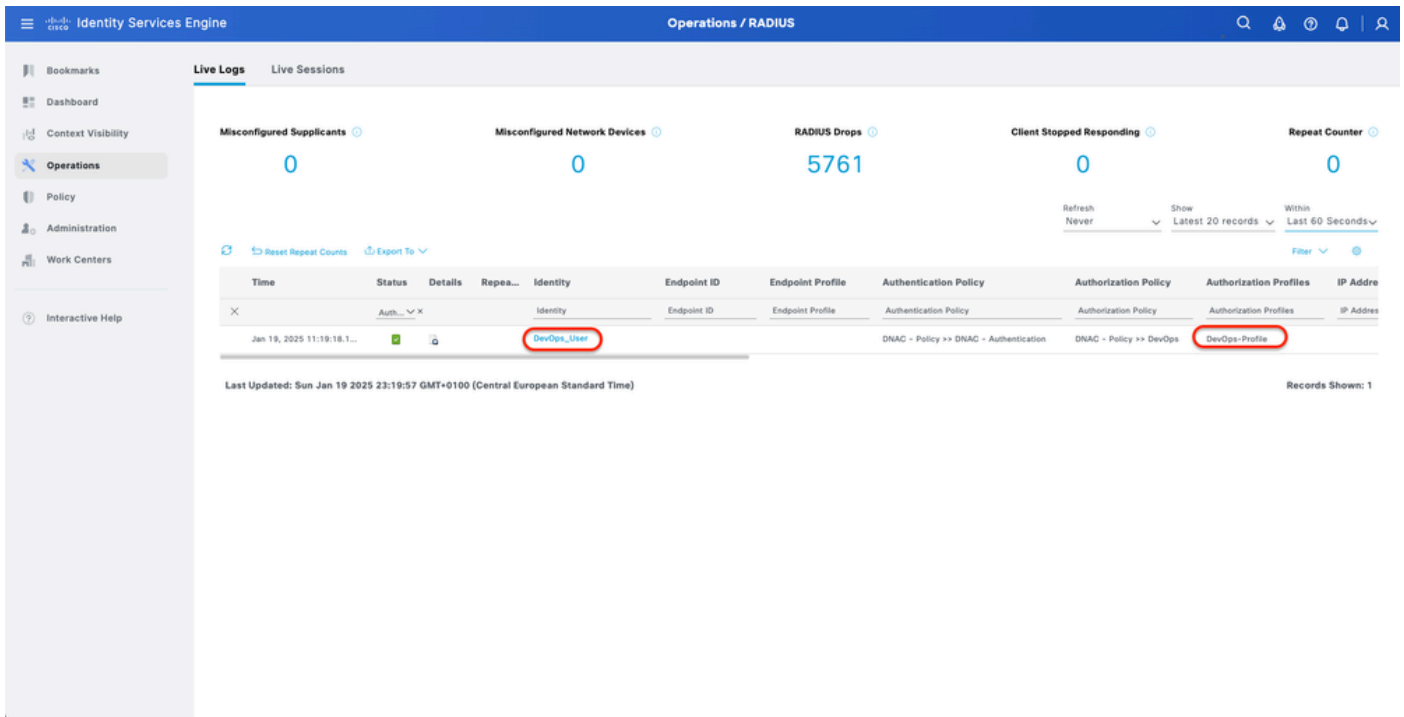 cisco Identity Services Engine
Operations / RADIUS
Bookmarks
Dashboard
Context Visibility
Operations
Policy
Administration
Work Centers
Interactive Help
Live Logs Live Sessions
Misconfigured Supplicants Misconfigured Network Devices RADIUS Drops Client Stopped Responding Repeat Counter
0 0 5761 0 0
Refresh Show Within
Never Latest 20 records Last 60 Seconds
Reset Repeat Counts Export To Filter
Time Status Details Repea... Identity Endpoint ID Endpoint Profile Authentication Policy Authorization Policy Authorization Profiles IP Addre
Auth... Identity Endpoint ID Endpoint Profile Authentication Policy Authorization Policy Authorization Profiles IP Addres
Jan 19, 2025 11:19:18.1... DevOps_User DNAC - Policy >> DNAC - Authentication DNAC - Policy >> DevOps DevOps-Profile
Last Updated: Sun Jan 19 2025 23:19:57 GMT+0100 (Central European Standard Time) Records Shown: 1